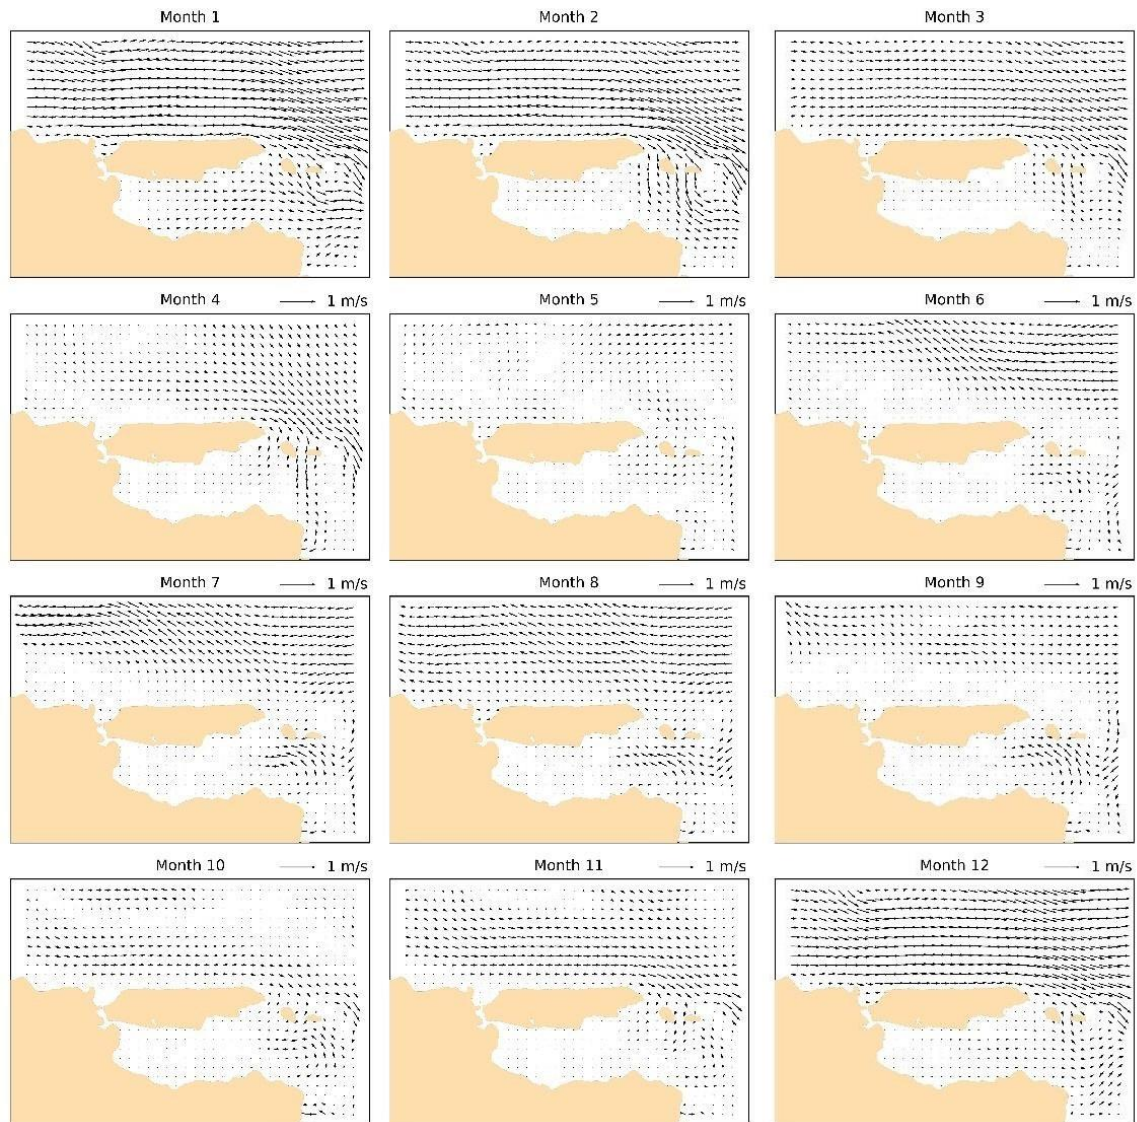 Month 1
Month 2
Month 3
Month 4
1 m/s
Month 5
1 m/s
Month 6
1 m/s
Month 7
1 m/s
Month 8
1 m/s
Month 9
1 m/s
Month 10
1 m/s
Month 11
1 m/s
Month 12
1 m/s